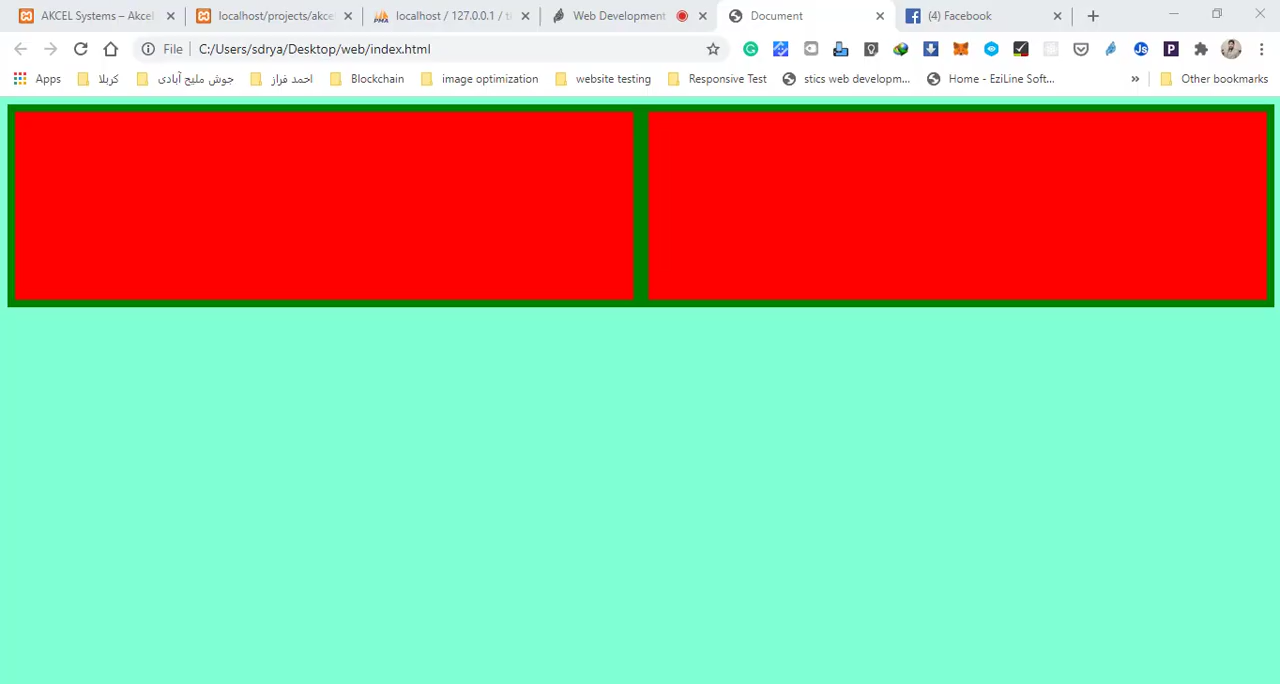 AKCEL Systems – Akcel
localhost/projects/akce
localhost / 127.0.0.1 / ti
Web Development
Document
(4) Facebook
File
C:/Users/sdrya/Desktop/web/index.html
Apps
کربلا
جوش ملیح آبادی
احمد فراز
Blockchain
image optimization
website testing
Responsive Test
stics web developm...
Home - EziLine Soft...
»
Other bookmarks